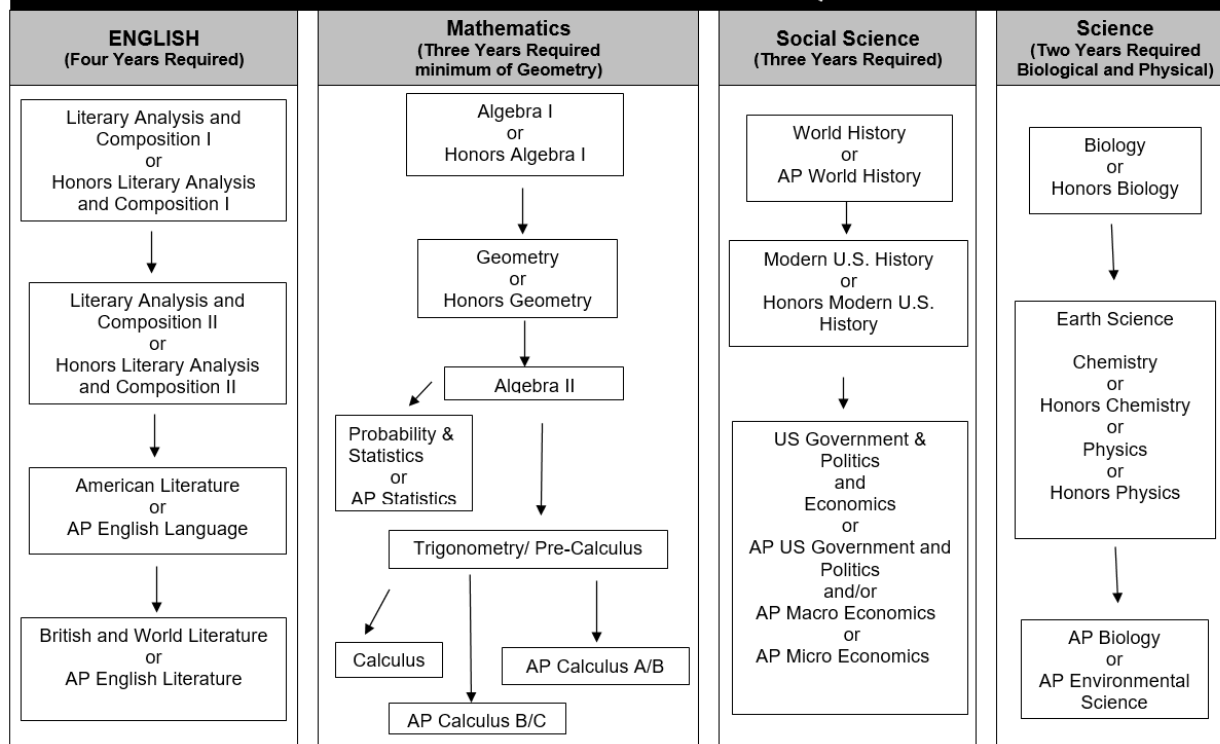 ENGLISH
(Four Years Required)
Literary Analysis and
Composition I
or
Honors Literary Analysis
and Composition I
Literary Analysis and
Composition II
or
Honors Literary Analysis
and Composition II
American Literature
or
AP English Language
British and World Literature
or
AP English Literature
Mathematics
(Three Years Required
minimum of Geometry)
Algebra I
or
Honors Algebra I
Geometry
or
Honors Geometry
Algebra II
Probability &
Statistics
or
AP Statistics
Trigonometry/ Pre-Calculus
Calculus
AP Calculus A/B
AP Calculus B/C
Social Science
(Three Years Required)
World History
or
AP World History
Modern U.S. History
or
Honors Modern U.S.
History
US Government &
Politics
and
Economics
or
AP US Government and
Politics
and/or
AP Macro Economics
or
AP Micro Economics
Science
(Two Years Required
Biological and Physical)
Biology
or
Honors Biology
Earth Science
Chemistry
or
Honors Chemistry
or
Physics
or
Honors Physics
AP Biology
or
AP Environmental
Science